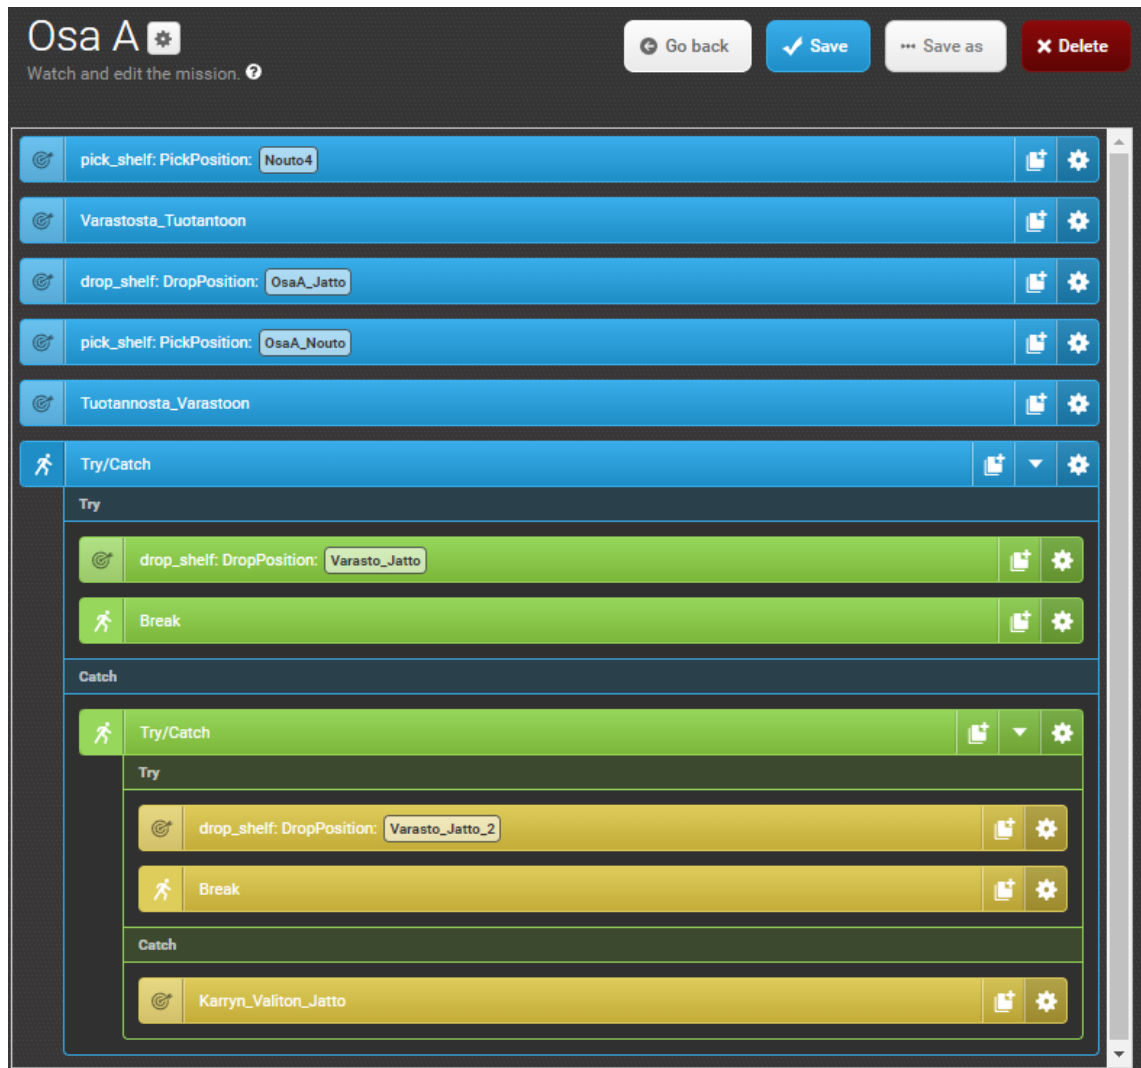 Osa A
Go back
Save
Save as
Delete
Watch and edit the mission.
pick_shelf: PickPosition: Nouto4
Varastosta_Tuotantoon
drop_shelf: DropPosition: OsaA_Jatto
pick_shelf: PickPosition: OsaA_Nouto
Tuotannosta_Varastoon
Try/Catch
Try
drop_shelf: DropPosition: Varasto_Jatto
Break
Catch
Try/Catch
Try
drop_shelf: DropPosition: Varasto_Jatto_2
Break
Catch
Karryn_Valiton_Jatto